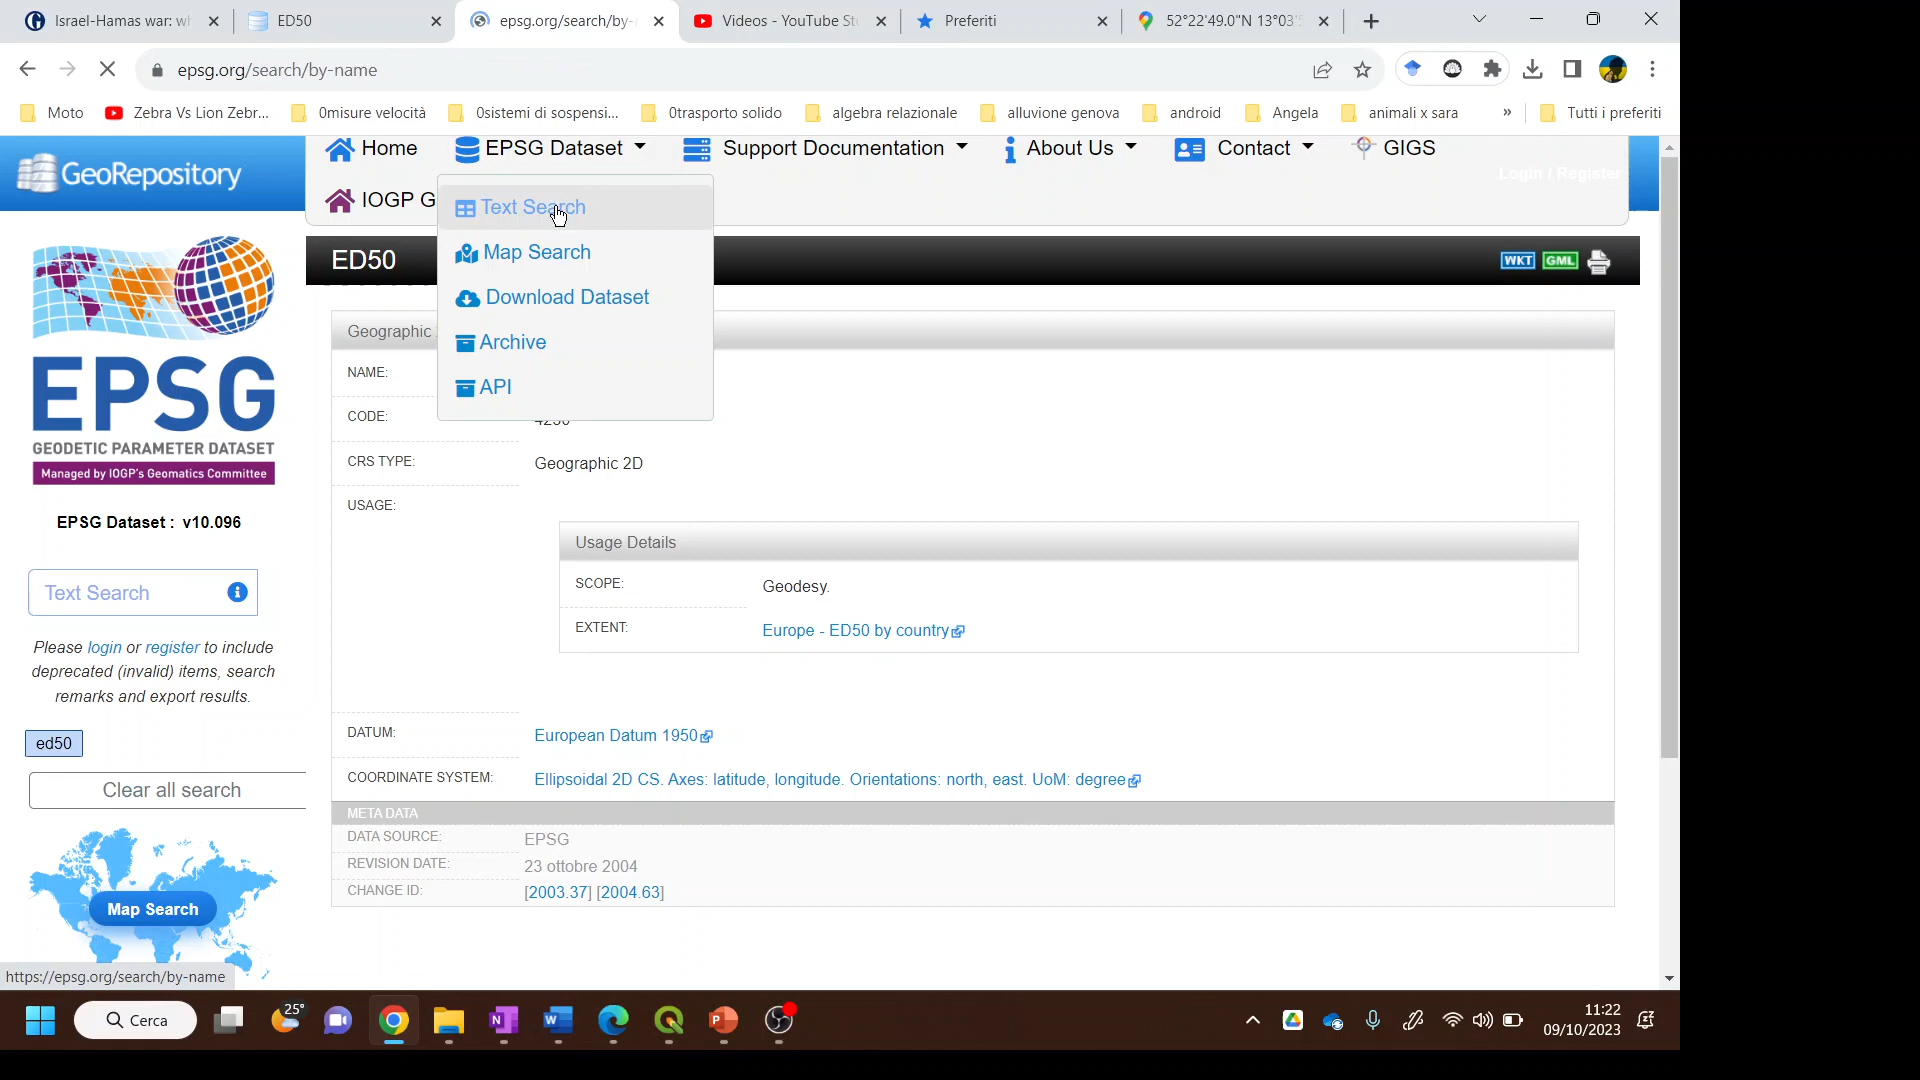 Israel-Hamas war: wh
ED50
epsg.org/search/by-
Videos - YouTube St
Preferiti
52°22'49.0"N 13°03'5
epsg.org/search/by-name
Moto
Zebra Vs Lion Zebr...
0misure velocità
0sistemi di sospensi...
0trasporto solido
algebra relazionale
alluvione genova
android
Angela
animali x sara
»
Tutti i preferiti
GeoRepository
Home
EPSG Dataset
Support Documentation
About Us
Contact
GIGS
Login / Register
IOGP G
Text Search
Map Search
Download Dataset
Archive
API
ED50
WKT
GML
EPSG
GEODETIC PARAMETER DATASET
Managed by IOGP's Geomatics Committee
EPSG Dataset : v10.096
Text Search
Please login or register to include
deprecated (invalid) items, search
remarks and export results.
ed50
Clear all search
Map Search
Geographic
NAME:
CODE:
4230
CRS TYPE:
Geographic 2D
USAGE:
Usage Details
SCOPE:
Geodesy.
EXTENT:
Europe - ED50 by country
DATUM:
European Datum 1950
COORDINATE SYSTEM:
Ellipsoidal 2D CS. Axes: latitude, longitude. Orientations: north, east. UoM: degree
META DATA
DATA SOURCE:
EPSG
REVISION DATE:
23 ottobre 2004
CHANGE ID:
[2003.37] [2004.63]
https://epsg.org/search/by-name
Cerca
25°
11:22
09/10/2023